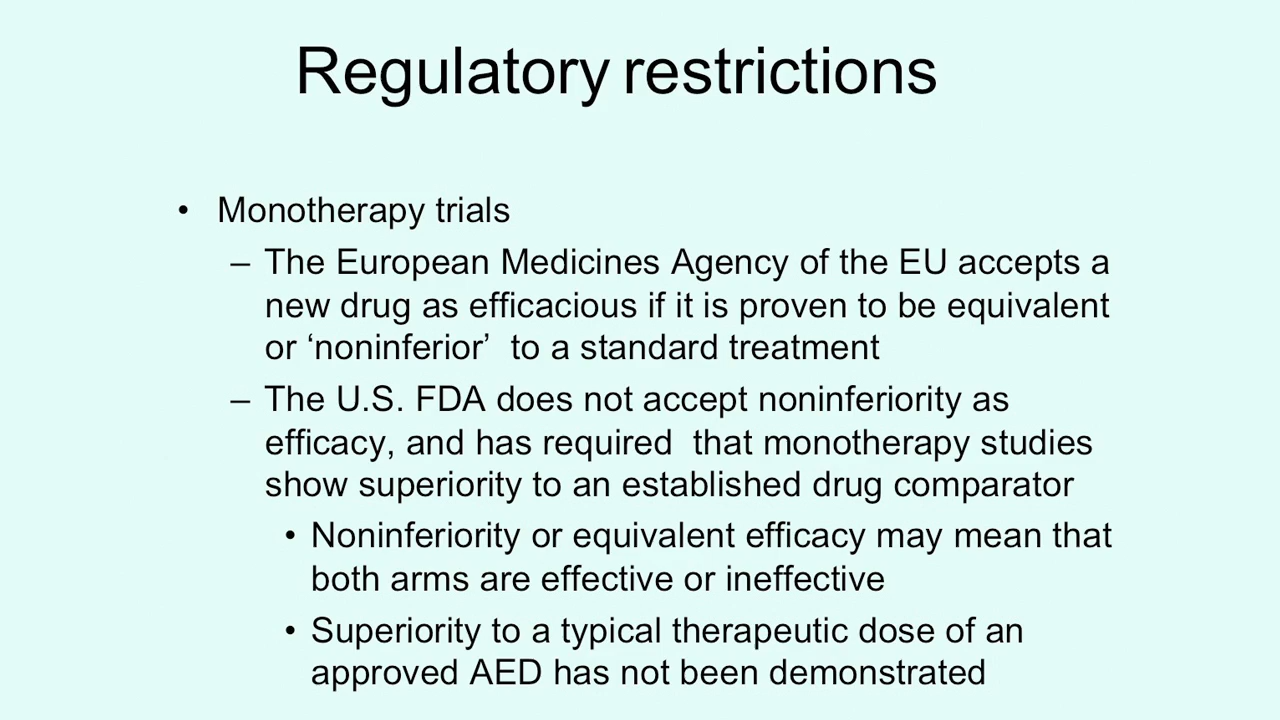 Regulatory restrictions
• Monotherapy trials
– The European Medicines Agency of the EU accepts a
new drug as efficacious if it is proven to be equivalent
or ‘noninferior’ to a standard treatment
– The U.S. FDA does not accept noninferiority as
efficacy, and has required that monotherapy studies
show superiority to an established drug comparator
• Noninferiority or equivalent efficacy may mean that
both arms are effective or ineffective
• Superiority to a typical therapeutic dose of an
approved AED has not been demonstrated